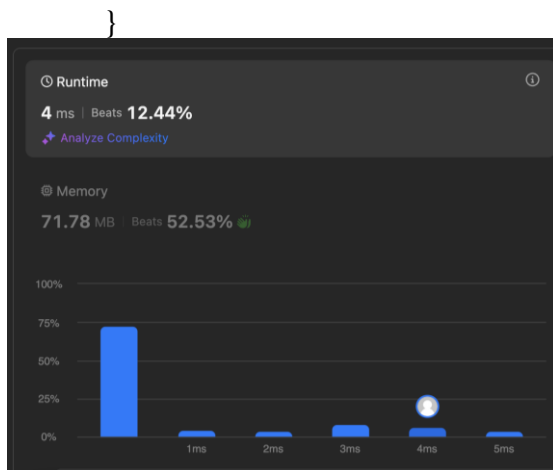 }
Runtime
4 ms | Beats 12.44%
Analyze Complexity
Memory
71.78 MB | Beats 52.53%
100%
75%
50%
25%
0%
1ms 2ms 3ms 4ms 5ms